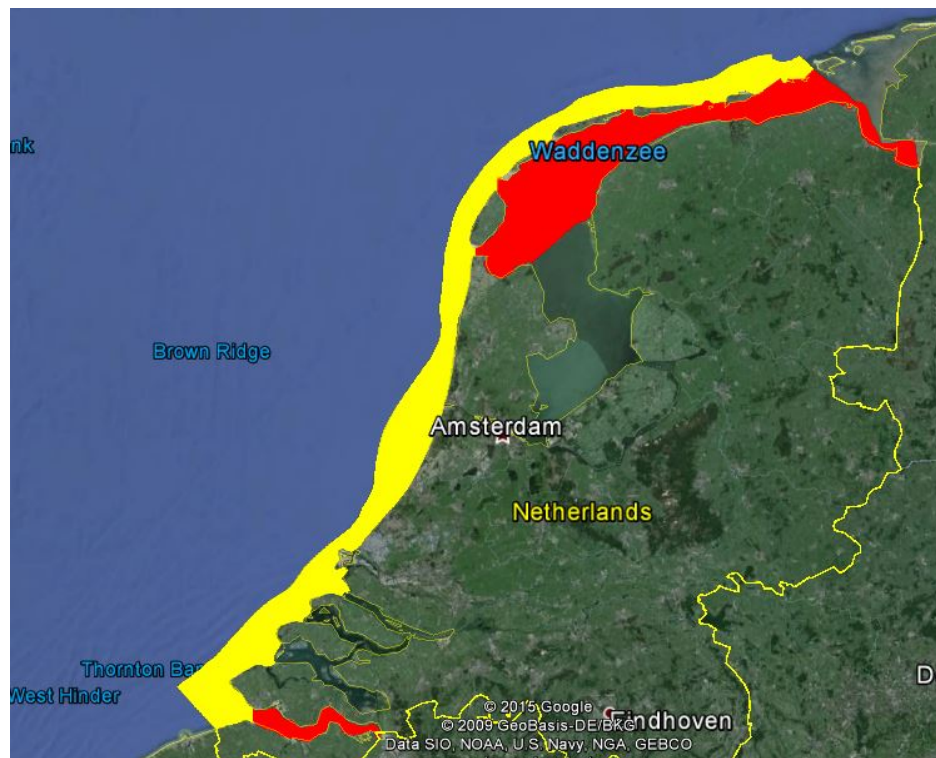 nk
Waddenzee
Brown Ridge
Amsterdam
Netherlands
Thornton Ban
West Hinder
D
© 2015 Google
© 2009 GeoBasis-DE/BKG
Eindhoven
Data SIO, NOAA, U.S. Navy, NGA, GEBCO